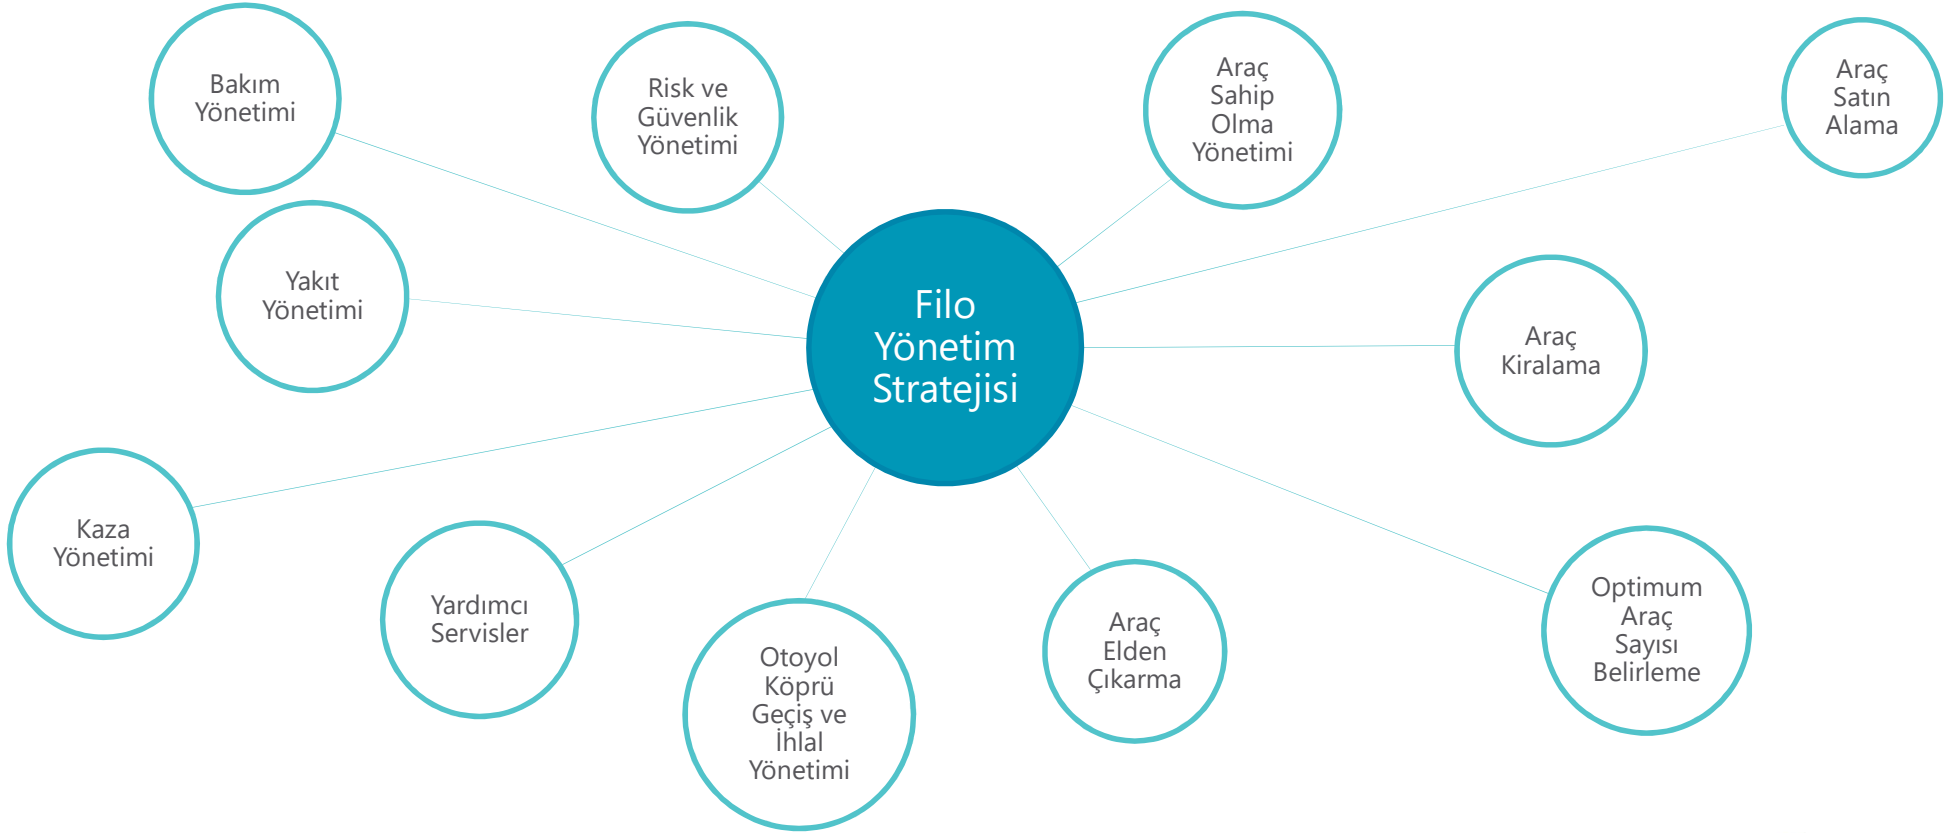 Bakım
Yönetimi
Risk ve
Güvenlik
Yönetimi
Araç
Sahip
Olma
Yönetimi
Araç
Satın
Alama
Yakıt
Yönetimi
Filo
Yönetim
Stratejisi
Araç
Kiralama
Kaza
Yönetimi
Yardımcı
Servisler
Otoyol
Köprü
Geçiş ve
İhlal
Yönetimi
Araç
Elden
Çıkarma
Optimum
Araç
Sayısı
Belirleme